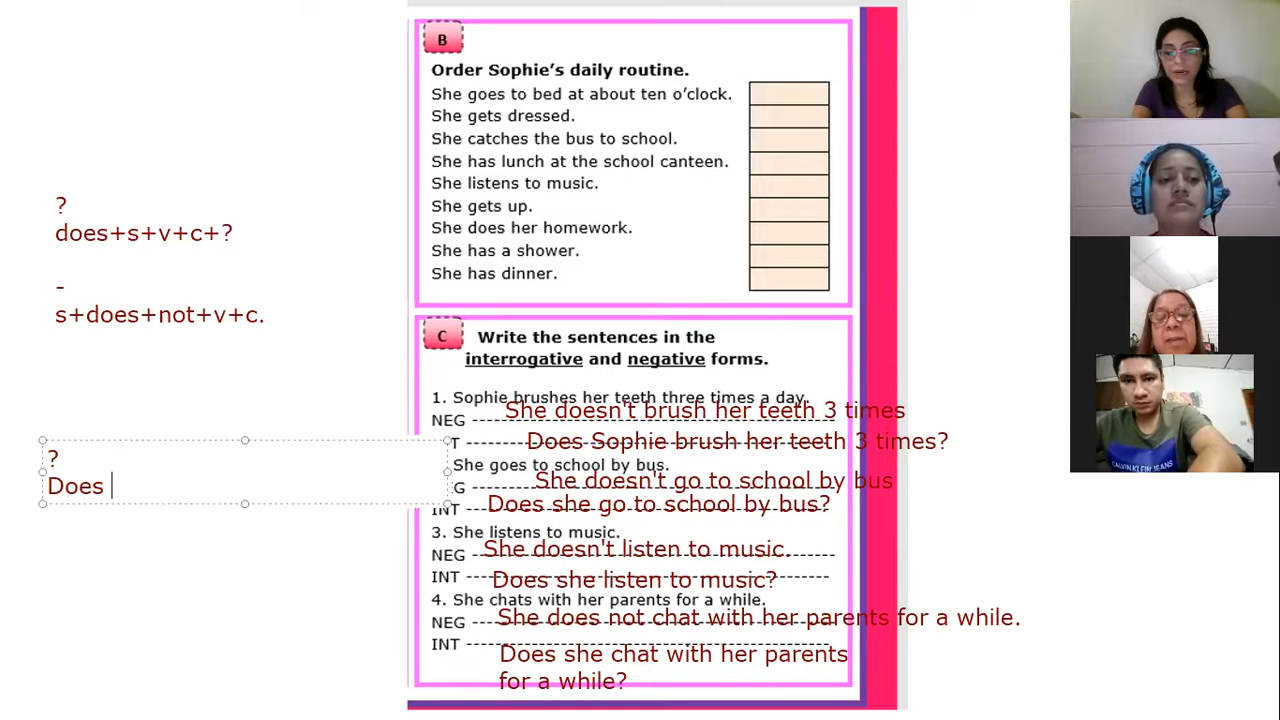 B
Order Sophie's daily routine.
She goes to bed at about ten o'clock.
She gets dressed.
She catches the bus to school.
She has lunch at the school canteen.
She listens to music.
She gets up.
She does her homework.
She has a shower.
She has dinner.
?
does+s+v+c+?
-
s+does+not+v+c.
?
Does
C
Write the sentences in the
interrogative and negative forms.
1. Sophie brushes her teeth three times a day.
NEG She doesn't brush her teeth 3 times
T Does Sophie brush her teeth 3 times?
She goes to school by bus.
G She doesn't go to school by bus
INT Does she go to school by bus?
3. She listens to music.
NEG She doesn't listen to music.
INT Does she listen to music?
4. She chats with her parents for a while.
NEG She does not chat with her parents for a while.
INT Does she chat with her parents
for a while?
CALVIN KLEIN JEANS